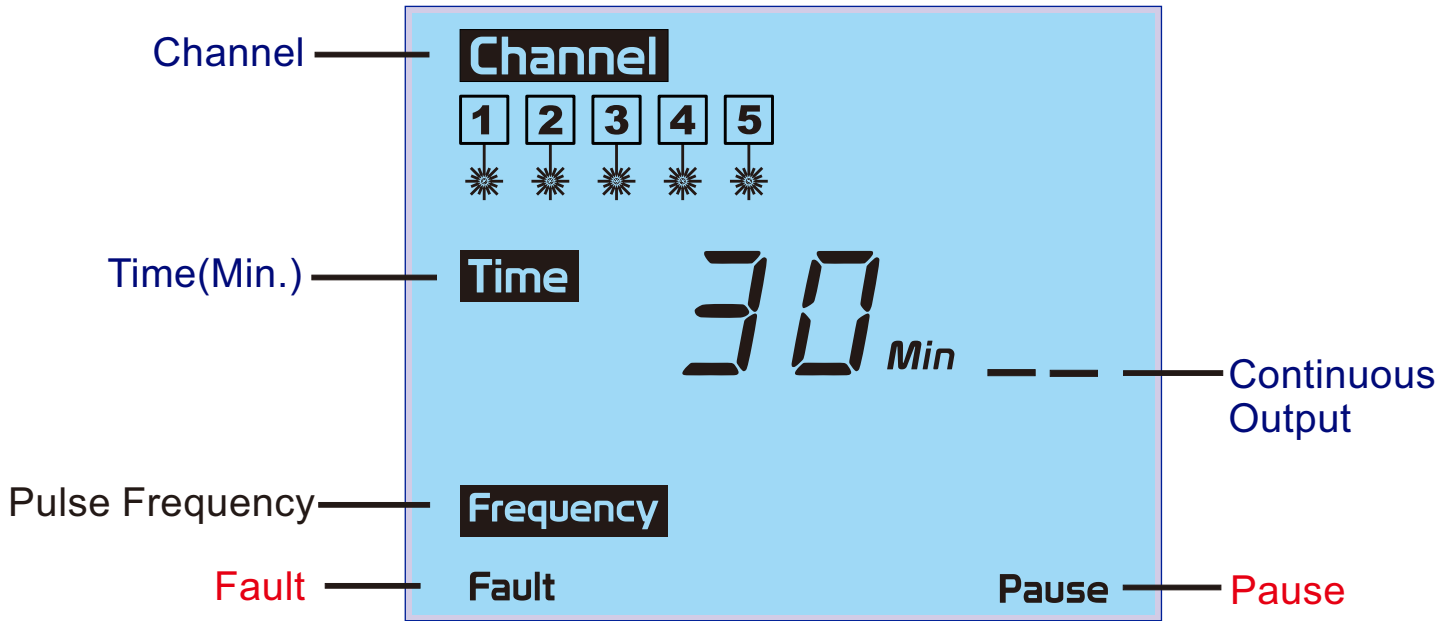 Channel
Channel
1 2 3 4 5
Time(Min.)
Time
30 Min
Continuous
Output
Pulse Frequency
Frequency
Fault
Fault
Pause
Pause